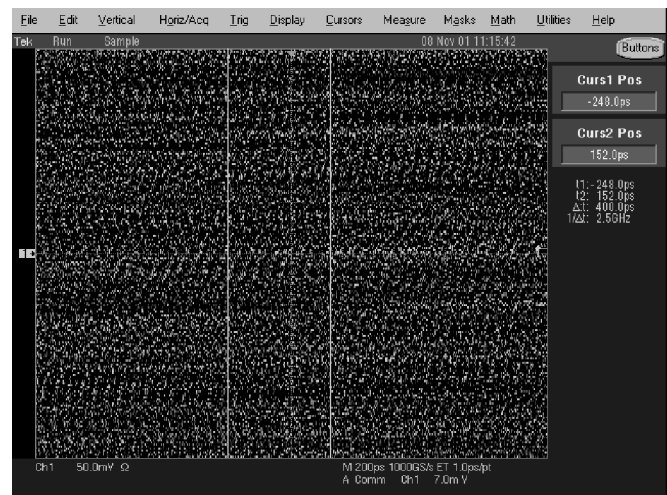 File Edit Vertical Horiz/Acq Trig Display Cursors Measure Masks Math Utilities Help
Tek Run Sample 08 Nov 01 11:15:42
Buttons
Curs1 Pos
-248.0ps
Curs2 Pos
152.0ps
t1: -248.0ps
t2: 152.0ps
Δt: 400.0ps
1/Δt: 2.5GHz
1
Ch1 50.0mV Ω M 200ps 1000GS/s ET 1.0ps/pt
A Comm Ch1 7.0mV